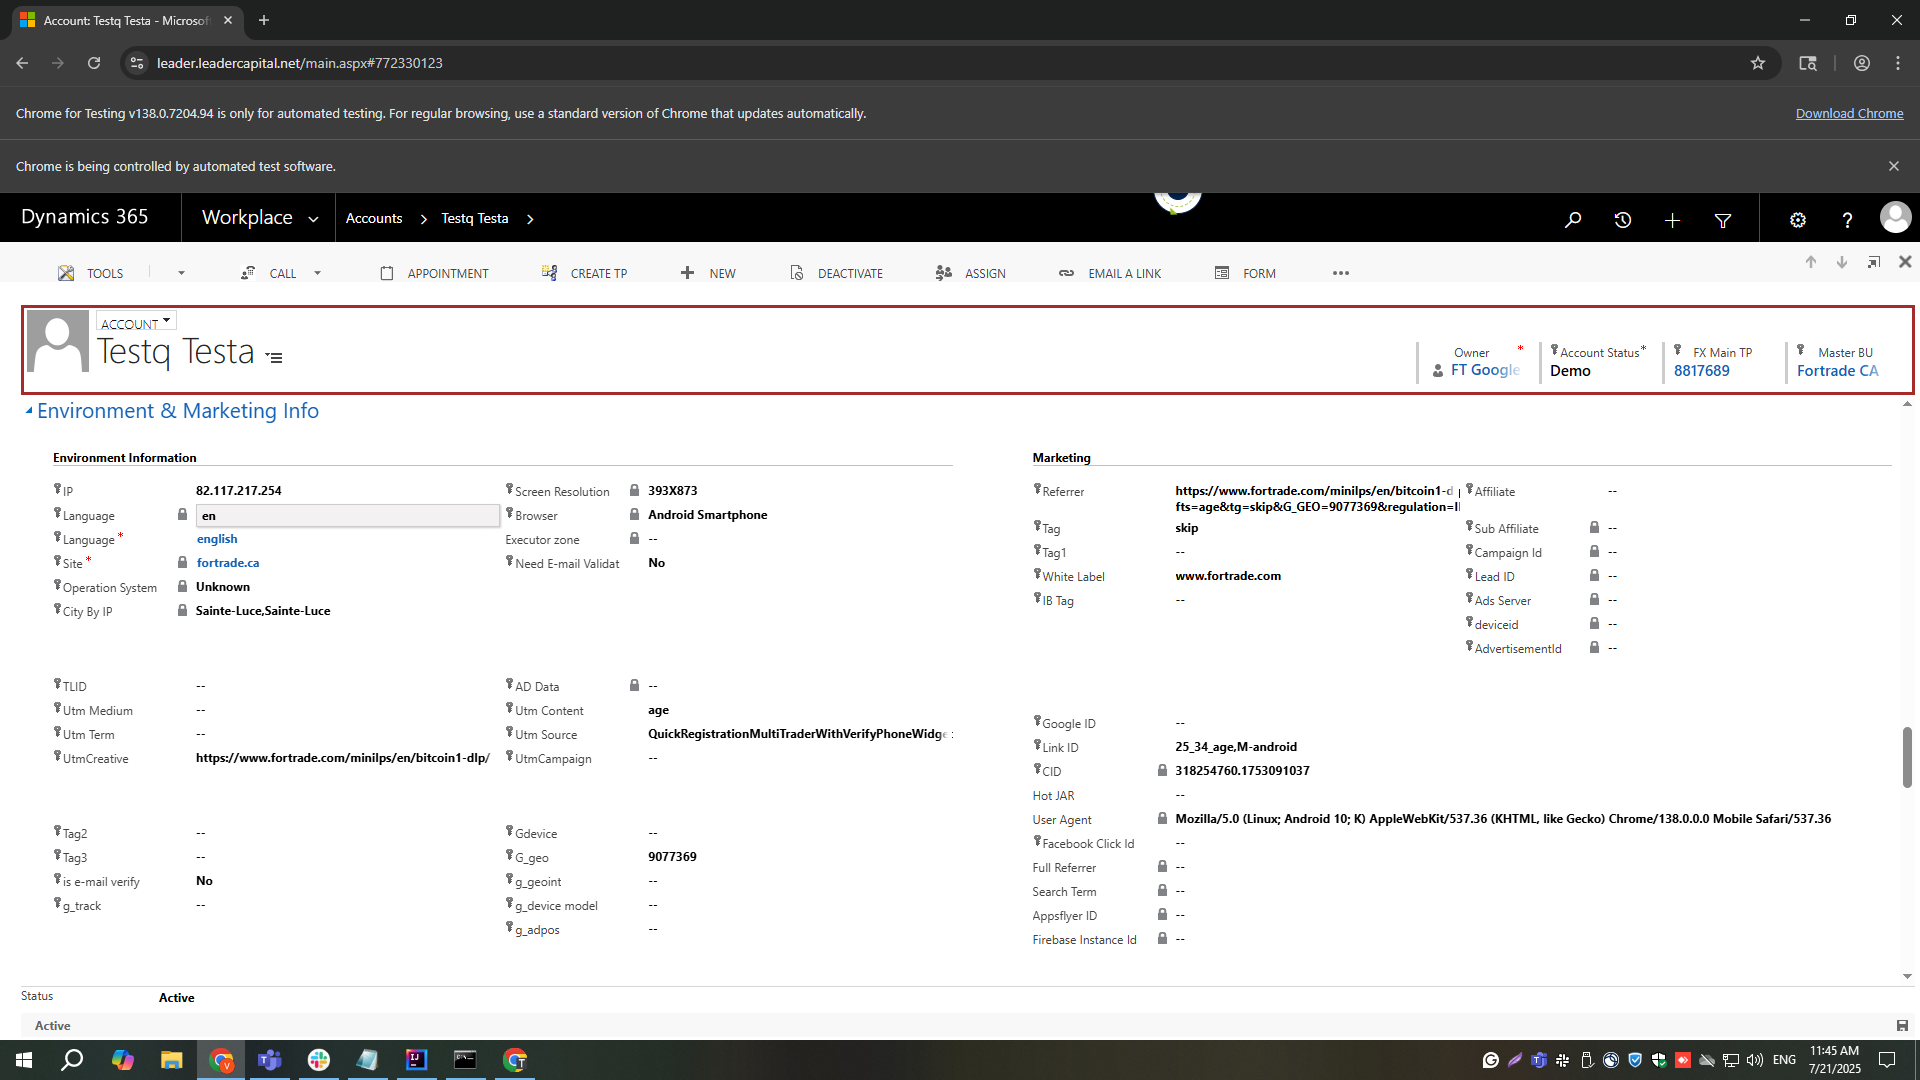 Account: Testq Testa - Microsof
leader.leadercapital.net/main.aspx#772330123
Chrome for Testing v138.0.7204.94 is only for automated testing. For regular browsing, use a standard version of Chrome that updates automatically.
Download Chrome
Chrome is being controlled by automated test software.
Dynamics 365
Workplace
Accounts
Testq Testa
TOOLS
CALL
APPOINTMENT
CREATE TP
NEW
DEACTIVATE
ASSIGN
EMAIL A LINK
FORM
ACCOUNT
Testq Testa
Owner *
FT Google
Account Status *
Demo
FX Main TP
8817689
Master BU
Fortrade CA
Environment & Marketing Info
Environment Information
IP 82.117.217.254
Language en
Language * english
Site * fortrade.ca
Operation System Unknown
City By IP Sainte-Luce,Sainte-Luce
Screen Resolution 393X873
Browser Android Smartphone
Executor zone --
Need E-mail Validat No
TLID --
Utm Medium --
Utm Term --
UtmCreative https://www.fortrade.com/minilps/en/bitcoin1-dlp/
AD Data --
Utm Content age
Utm Source QuickRegistrationMultiTraderWithVerifyPhoneWidge
UtmCampaign --
Tag2 --
Tag3 --
is e-mail verify No
g_track --
Gdevice --
G_geo 9077369
g_geoint --
g_device model --
g_adpos --
Marketing
Referrer https://www.fortrade.com/minilps/en/bitcoin1-d
fts=age&tg=skip&G_GEO=9077369&regulation=II
Tag skip
Tag1 --
White Label www.fortrade.com
IB Tag --
Affiliate --
Sub Affiliate --
Campaign Id --
Lead ID --
Ads Server --
deviceid --
AdvertisementId --
Google ID --
Link ID 25_34_age,M-android
CID 318254760.1753091037
Hot JAR --
User Agent Mozilla/5.0 (Linux; Android 10; K) AppleWebKit/537.36 (KHTML, like Gecko) Chrome/138.0.0.0 Mobile Safari/537.36
Facebook Click Id --
Full Referrer --
Search Term --
Appsflyer ID --
Firebase Instance Id --
Status Active
Active
ENG
11:45 AM
7/21/2025